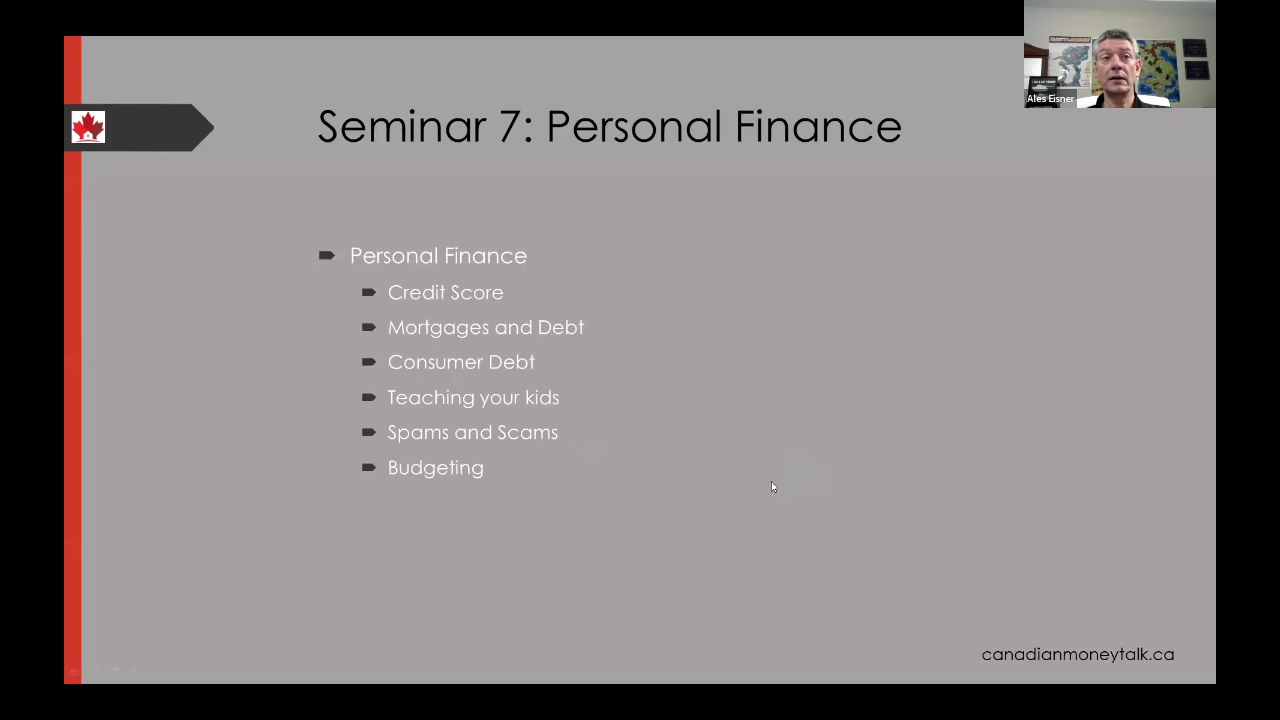 Ales Eisner
Seminar 7: Personal Finance
Personal Finance
Credit Score
Mortgages and Debt
Consumer Debt
Teaching your kids
Spams and Scams
Budgeting
canadianmoneytalk.ca